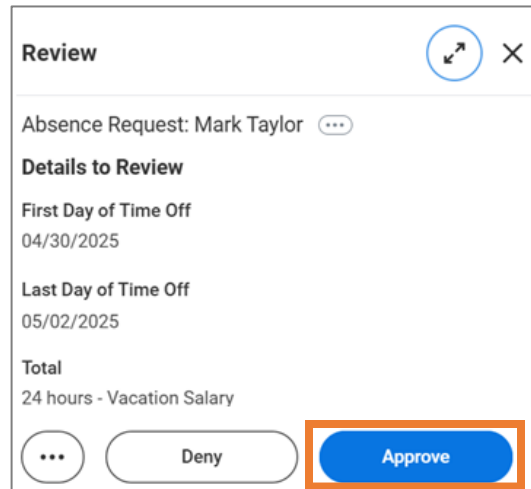 Review
Absence Request: Mark Taylor
Details to Review
First Day of Time Off
04/30/2025
Last Day of Time Off
05/02/2025
Total
24 hours - Vacation Salary
Deny
Approve